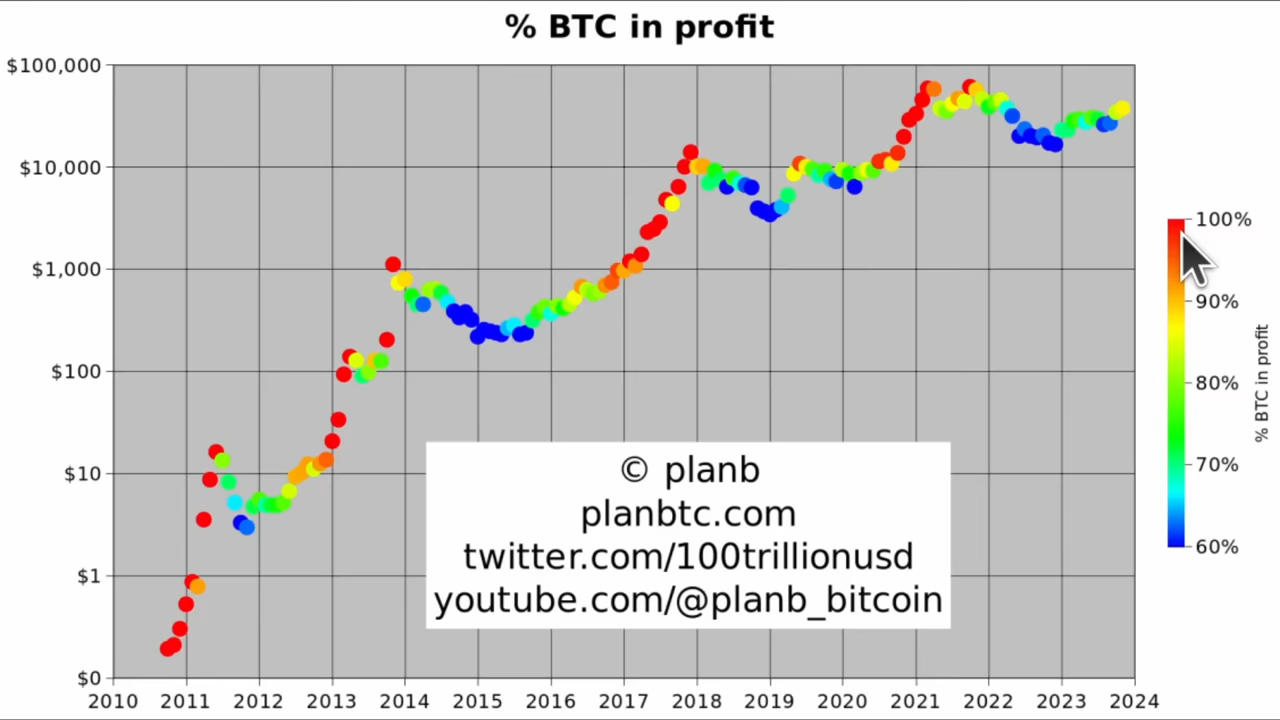 % BTC in profit
$100,000
$10,000
$1,000
$100
$10
$1
$0
2010 2011 2012 2013 2014 2015 2016 2017 2018 2019 2020 2021 2022 2023 2024
© planb
planbtc.com
twitter.com/100trillionusd
youtube.com/@planb_bitcoin
100%
90%
80%
70%
60%
% BTC in profit